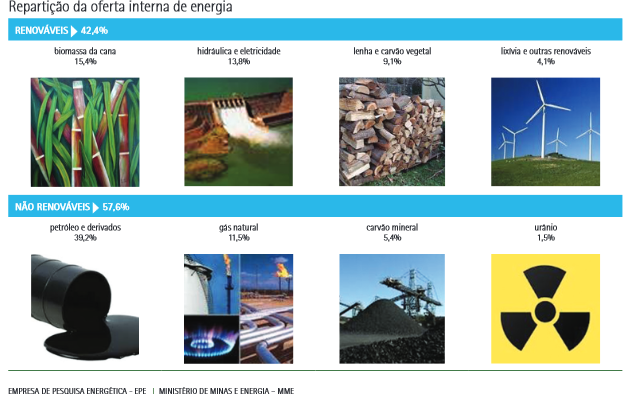 Repartição da oferta interna de energia
RENOVÁVEIS ▶ 42,4%
biomassa da cana
15,4%
hidráulica e eletricidade
13,8%
lenha e carvão vegetal
9,1%
lixívia e outras renováveis
4,1%
NÃO RENOVÁVEIS ▶ 57,6%
petróleo e derivados
39,2%
gás natural
11,5%
carvão mineral
5,4%
urânio
1,5%
EMPRESA DE PESQUISA ENERGÉTICA - EPE | MINISTÉRIO DE MINAS E ENERGIA – MME